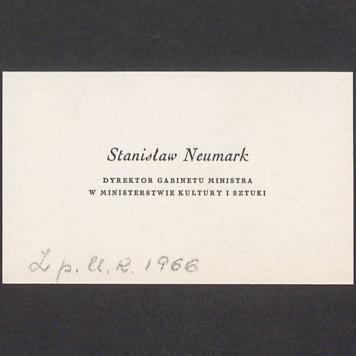 Stanisław Neumark
DYREKTOR GABINETU MINISTRA
W MINISTERSTWIE KULTURY I SZTUKI
Z p. N. R. 1966